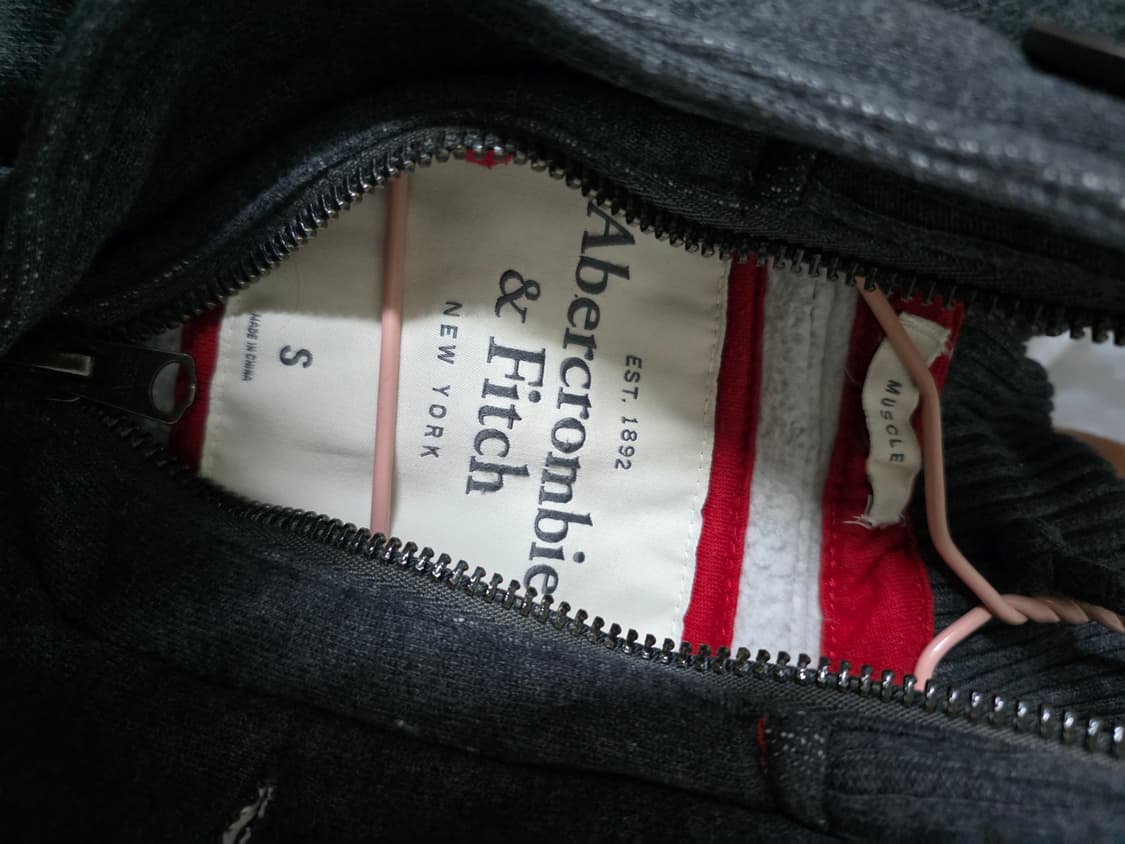 MUSCLE
EST. 1892
Abercrombie
& Fitch
NEW YORK
S
MADE IN CHINA